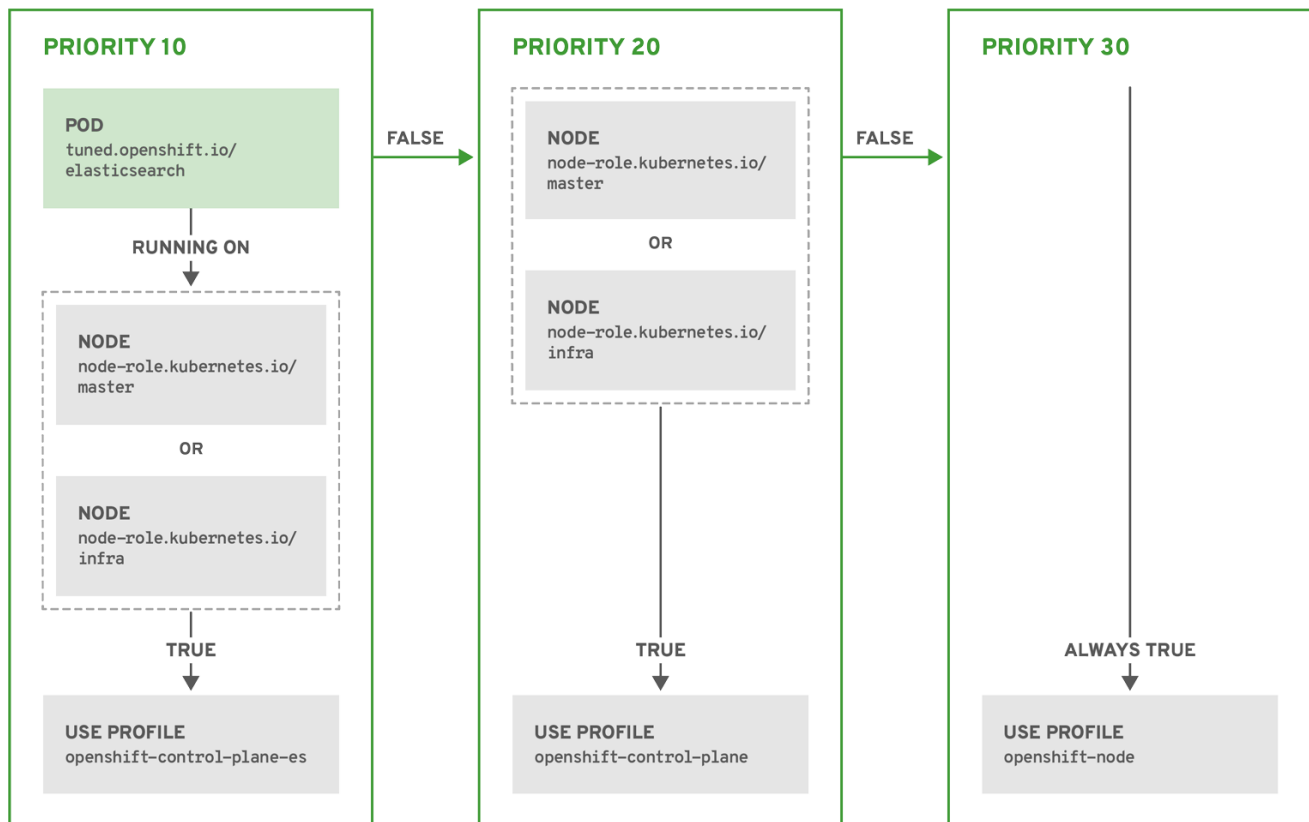 PRIORITY 10
POD
tuned.openshift.io/
elasticsearch
RUNNING ON
NODE
node-role.kubernetes.io/
master
OR
NODE
node-role.kubernetes.io/
infra
TRUE
USE PROFILE
openshift-control-plane-es
FALSE
PRIORITY 20
NODE
node-role.kubernetes.io/
master
OR
NODE
node-role.kubernetes.io/
infra
TRUE
USE PROFILE
openshift-control-plane
FALSE
PRIORITY 30
ALWAYS TRUE
USE PROFILE
openshift-node